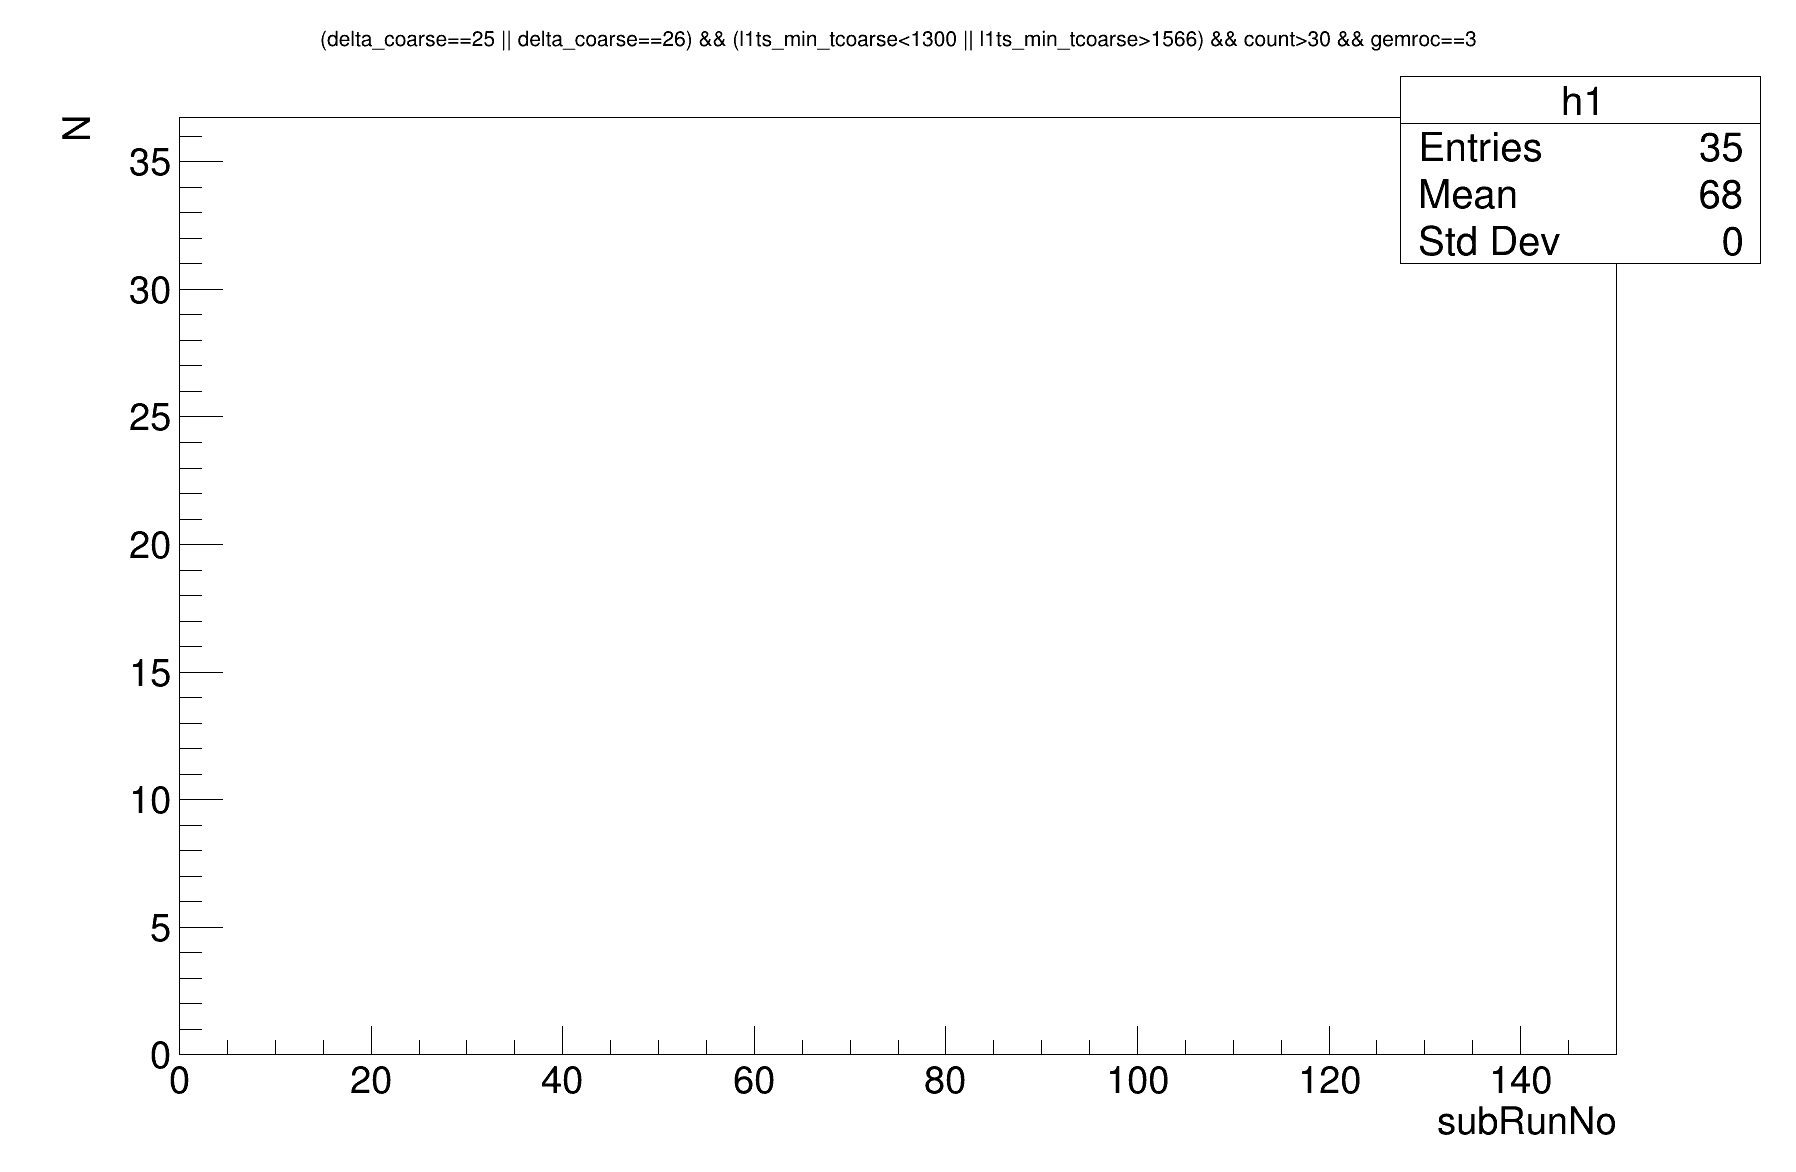 (delta_coarse==25 || delta_coarse==26) && (l1ts_min_tcoarse<1300 || l1ts_min_tcoarse>1566) && count>30 && gemroc==3
h1
Entries 35
Mean 68
Std Dev 0
N
35
30
25
20
15
10
5
0
0 20 40 60 80 100 120 140
subRunNo